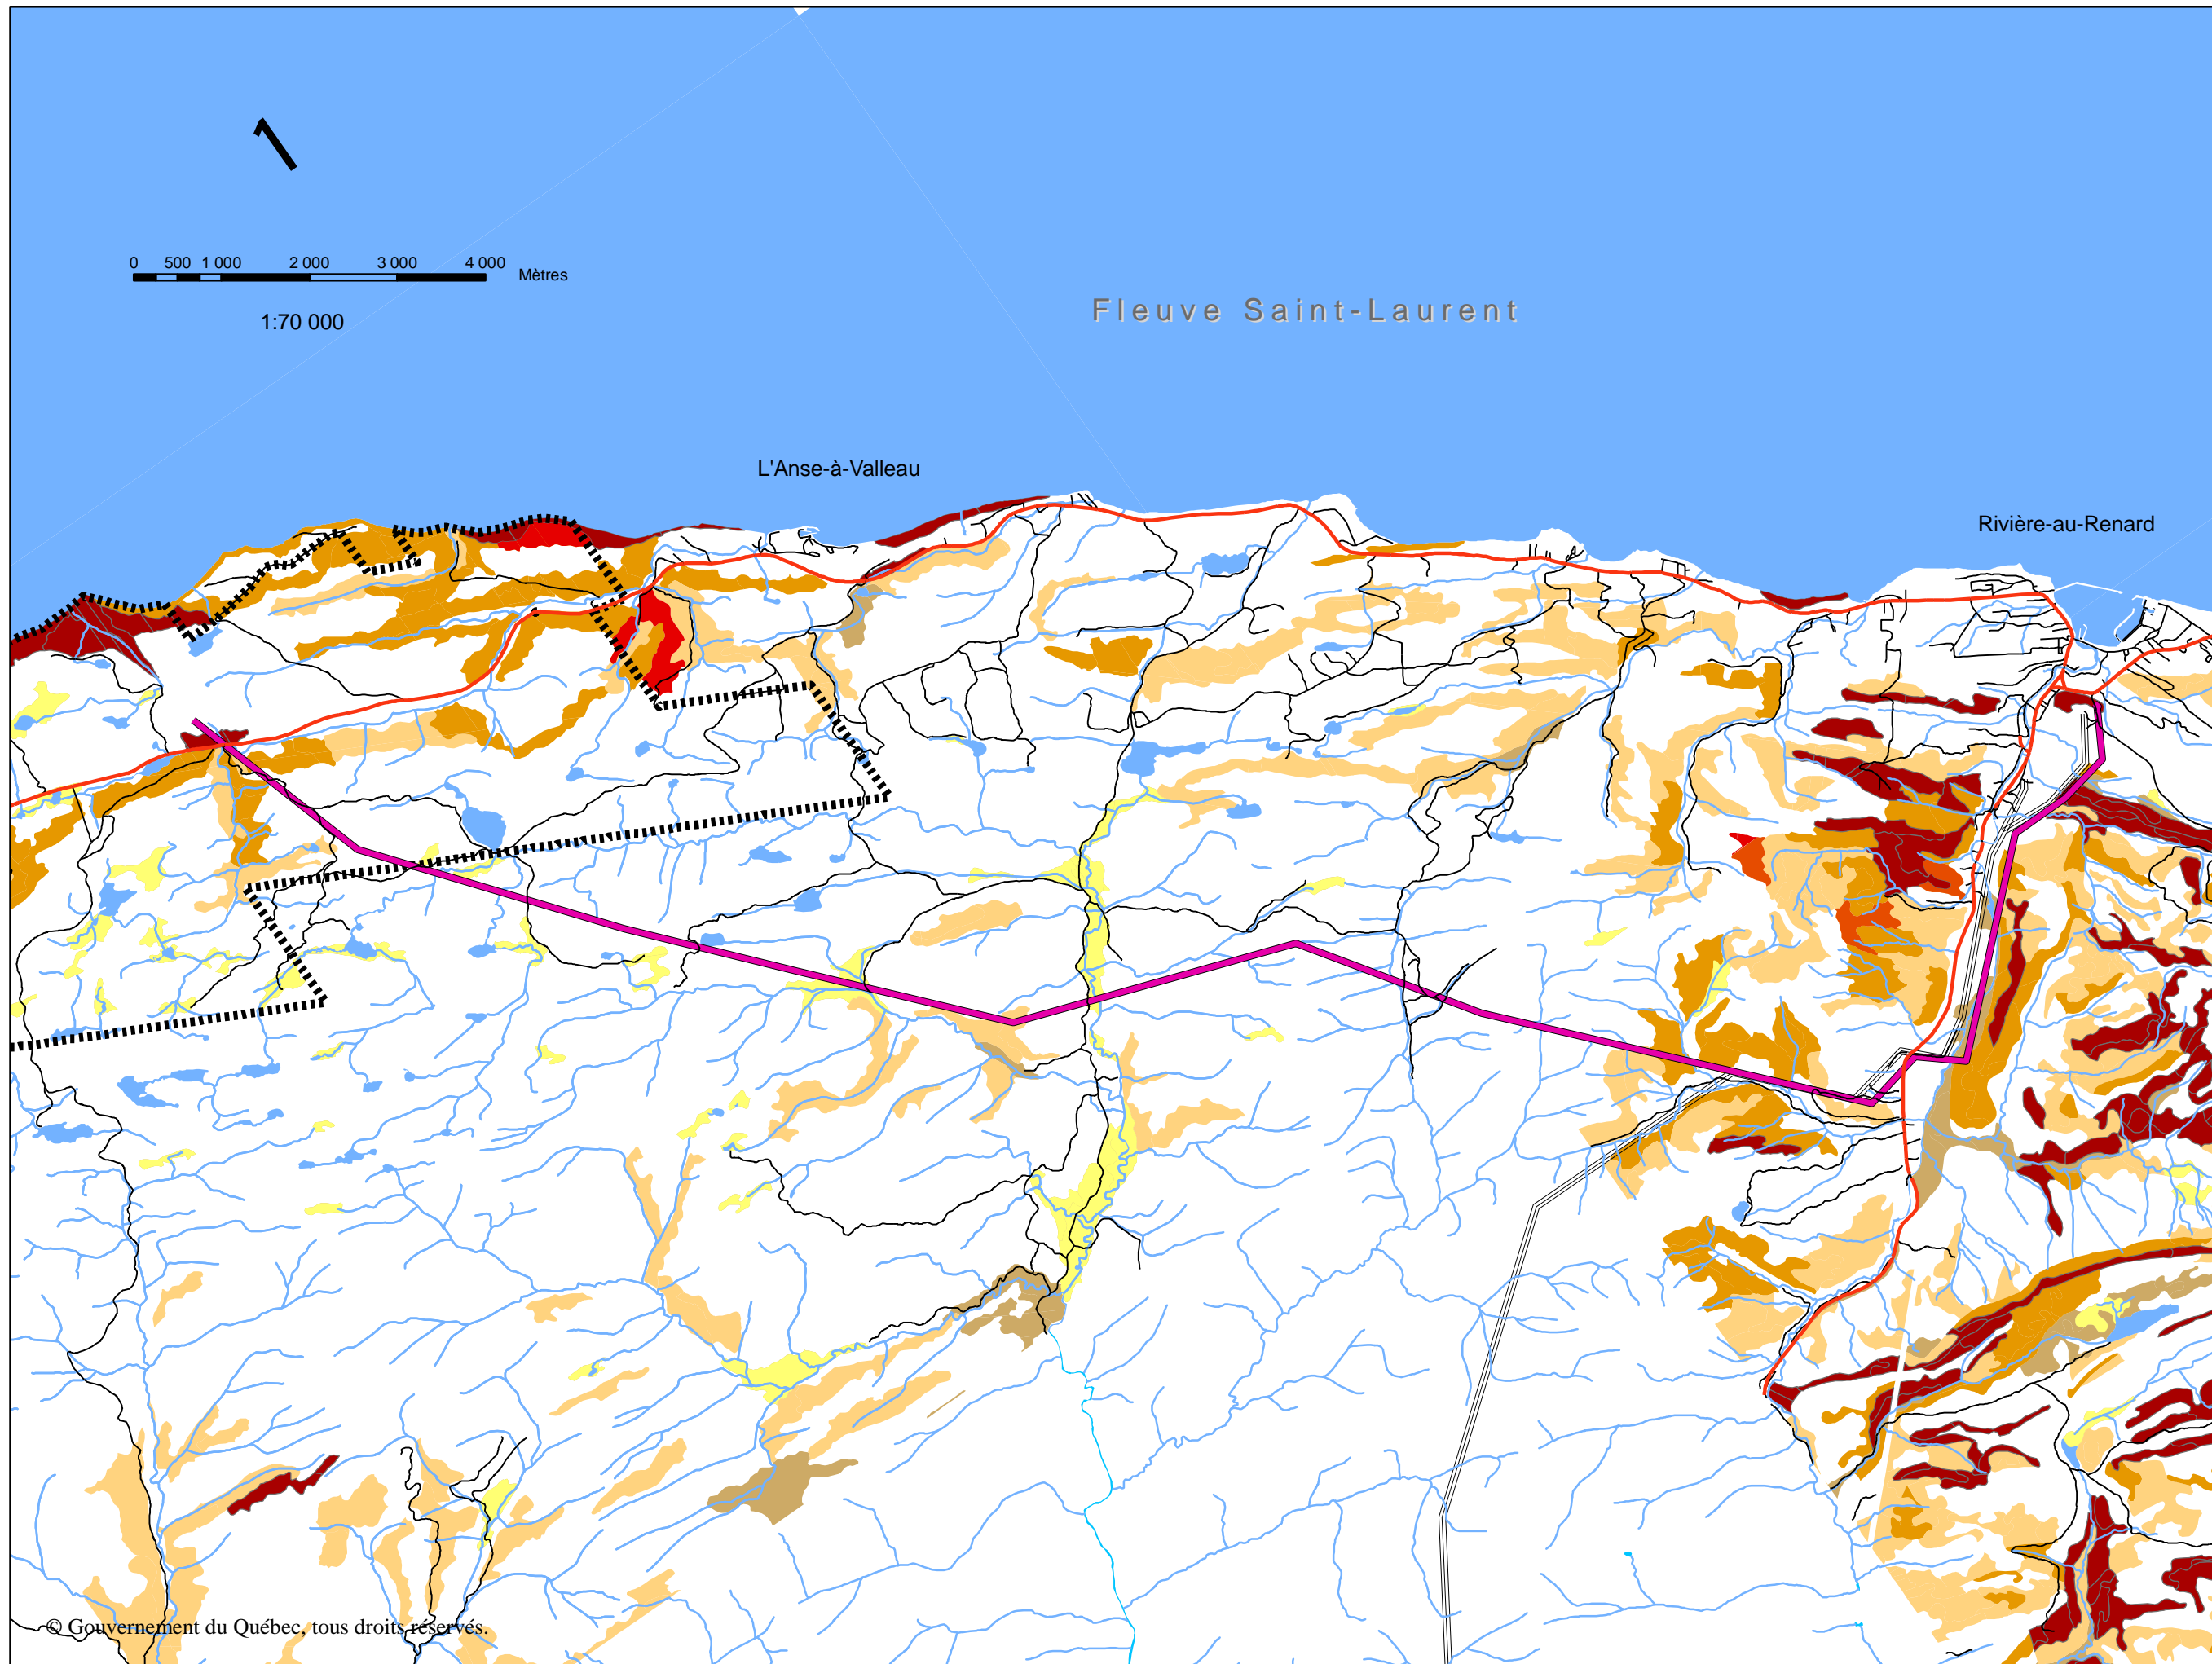 0 500 1 000 2 000 3 000 4 000
Mètres
1:70 000
Fleuve Saint-Laurent
L'Anse-à-Valleau
Rivière-au-Renard
© Gouvernement du Québec, tous droits réservés.